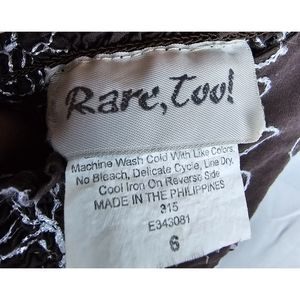 Rare,Too!
Machine Wash Cold With Like Colors,
No Bleach, Delicate Cycle, Line Dry.
Cool Iron On Reverse Side
MADE IN THE PHILIPPINES
315
E343081
6